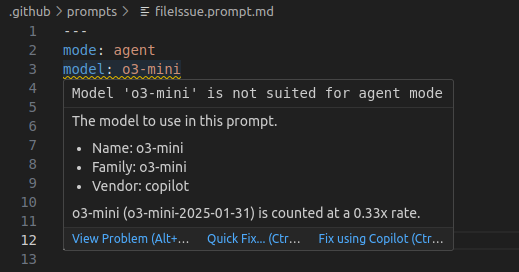 .github > prompts > fileIssue.prompt.md
1 ---
2 mode: agent
3 model: o3-mini
4 Model 'o3-mini' is not suited for agent mode
5
6 The model to use in this prompt.
7 • Name: o3-mini
8 • Family: o3-mini
9 • Vendor: copilot
10
11 o3-mini (o3-mini-2025-01-31) is counted at a 0.33x rate.
12 View Problem (Alt+... Quick Fix... (Ctr... Fix using Copilot (Ctr...
13